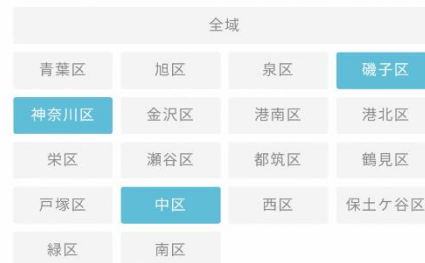 全域
青葉区 旭区 泉区 磯子区
神奈川区 金沢区 港南区 港北区
栄区 瀬谷区 都筑区 鶴見区
戸塚区 中区 西区 保土ケ谷区
緑区 南区